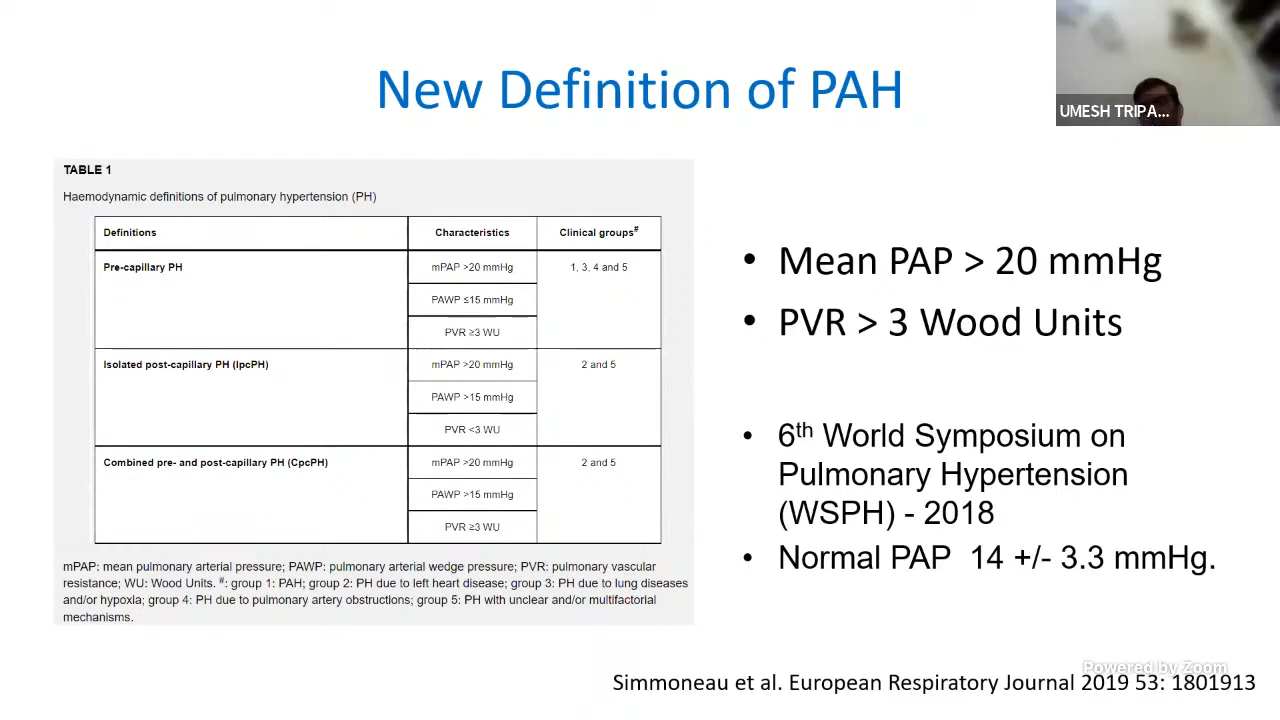 New Definition of PAH
UMESH TRIPA...
TABLE 1
Haemodynamic definitions of pulmonary hypertension (PH)
Definitions Characteristics Clinical groups#
Pre-capillary PH mPAP >20 mmHg 1, 3, 4 and 5
PAWP ≤15 mmHg
PVR ≥3 WU
Isolated post-capillary PH (IpcPH) mPAP >20 mmHg 2 and 5
PAWP >15 mmHg
PVR <3 WU
Combined pre- and post-capillary PH (CpcPH) mPAP >20 mmHg 2 and 5
PAWP >15 mmHg
PVR ≥3 WU
mPAP: mean pulmonary arterial pressure; PAWP: pulmonary arterial wedge pressure; PVR: pulmonary vascular
resistance; WU: Wood Units. #: group 1: PAH; group 2: PH due to left heart disease; group 3: PH due to lung diseases
and/or hypoxia; group 4: PH due to pulmonary artery obstructions; group 5: PH with unclear and/or multifactorial
mechanisms.
• Mean PAP > 20 mmHg
• PVR > 3 Wood Units
• 6th World Symposium on
Pulmonary Hypertension
(WSPH) - 2018
• Normal PAP 14 +/- 3.3 mmHg.
Powered by Zoom
Simmoneau et al. European Respiratory Journal 2019 53: 1801913